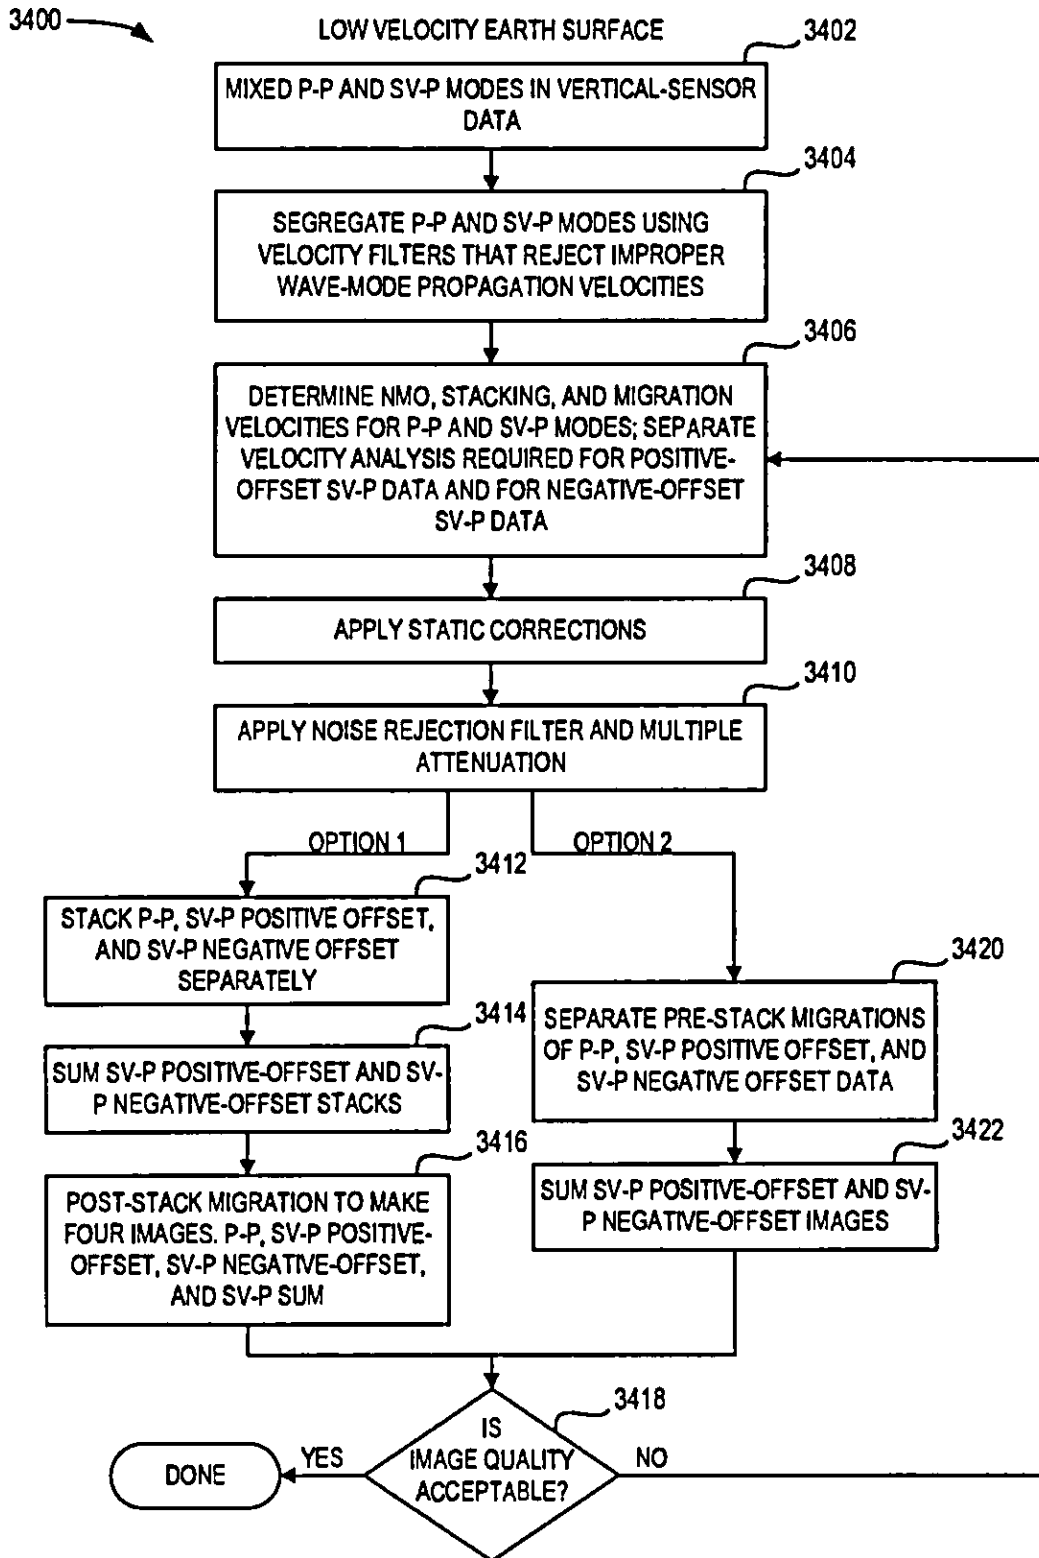 3400
LOW VELOCITY EARTH SURFACE
3402
MIXED P-P AND SV-P MODES IN VERTICAL-SENSOR
DATA
3404
SEGREGATE P-P AND SV-P MODES USING
VELOCITY FILTERS THAT REJECT IMPROPER
WAVE-MODE PROPAGATION VELOCITIES
3406
DETERMINE NMO, STACKING, AND MIGRATION
VELOCITIES FOR P-P AND SV-P MODES; SEPARATE
VELOCITY ANALYSIS REQUIRED FOR POSITIVE-
OFFSET SV-P DATA AND FOR NEGATIVE-OFFSET
SV-P DATA
3408
APPLY STATIC CORRECTIONS
3410
APPLY NOISE REJECTION FILTER AND MULTIPLE
ATTENUATION
OPTION 1
3412
STACK P-P, SV-P POSITIVE OFFSET,
AND SV-P NEGATIVE OFFSET
SEPARATELY
3414
SUM SV-P POSITIVE-OFFSET AND SV-
P NEGATIVE-OFFSET STACKS
3416
POST-STACK MIGRATION TO MAKE
FOUR IMAGES. P-P, SV-P POSITIVE-
OFFSET, SV-P NEGATIVE-OFFSET,
AND SV-P SUM
OPTION 2
3420
SEPARATE PRE-STACK MIGRATIONS
OF P-P, SV-P POSITIVE OFFSET, AND
SV-P NEGATIVE OFFSET DATA
3422
SUM SV-P POSITIVE-OFFSET AND SV-
P NEGATIVE-OFFSET IMAGES
3418
IS
IMAGE QUALITY
ACCEPTABLE?
YES
DONE
NO